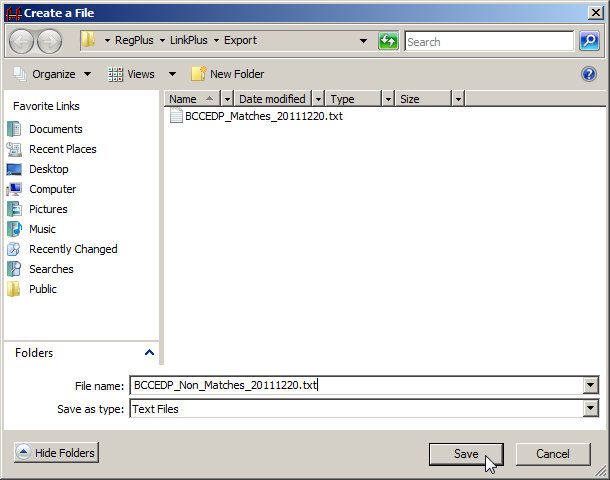 Create a File
RegPlus LinkPlus Export Search
Organize Views New Folder
Favorite Links
Documents
Recent Places
Desktop
Computer
Pictures
Music
Recently Changed
Searches
Public
Folders
Name Date modified Type Size
BCCEDP_Matches_20111220.txt
File name: BCCEDP_Non_Matches_20111220.txt
Save as type: Text Files
Hide Folders Save Cancel